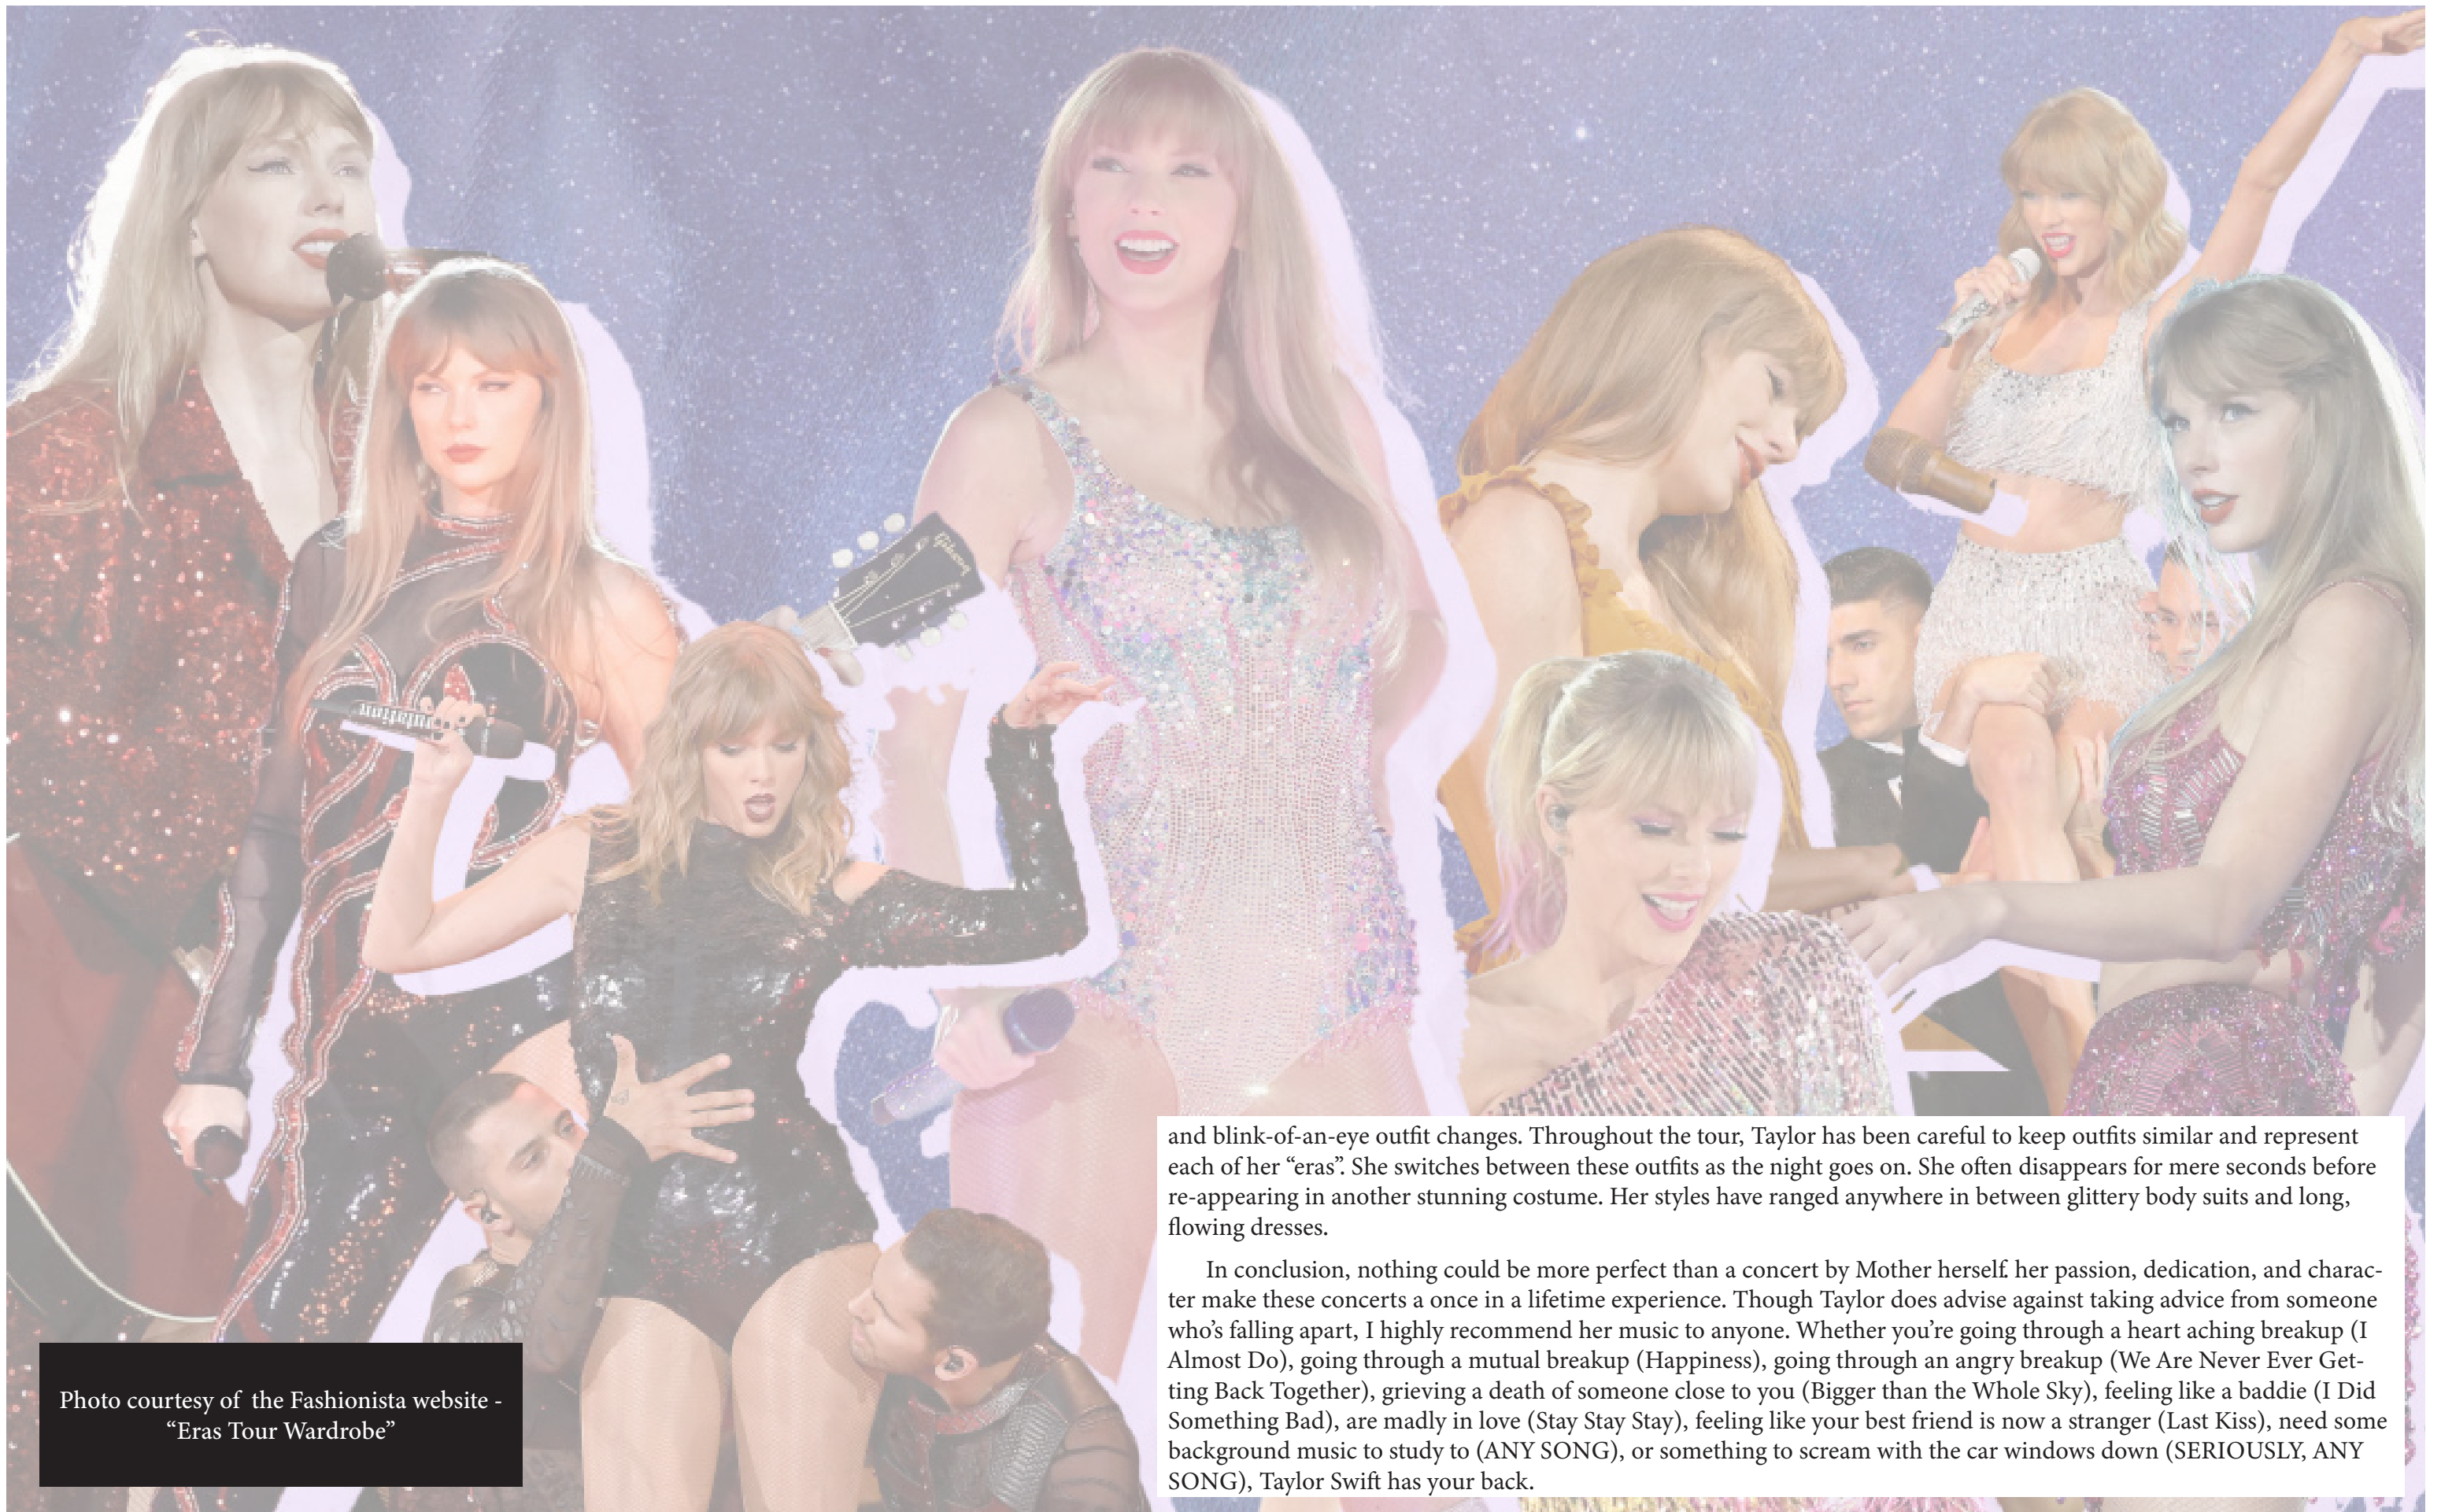 Gibson
and blink-of-an-eye outfit changes. Throughout the tour, Taylor has been careful to keep outfits similar and represent
each of her “eras”. She switches between these outfits as the night goes on. She often disappears for mere seconds before
re-appearing in another stunning costume. Her styles have ranged anywhere in between glittery body suits and long,
flowing dresses.
In conclusion, nothing could be more perfect than a concert by Mother herself. her passion, dedication, and charac-
ter make these concerts a once in a lifetime experience. Though Taylor does advise against taking advice from someone
who’s falling apart, I highly recommend her music to anyone. Whether you’re going through a heart aching breakup (I
Almost Do), going through a mutual breakup (Happiness), going through an angry breakup (We Are Never Ever Get-
ting Back Together), grieving a death of someone close to you (Bigger than the Whole Sky), feeling like a baddie (I Did
Something Bad), are madly in love (Stay Stay Stay), feeling like your best friend is now a stranger (Last Kiss), need some
background music to study to (ANY SONG), or something to scream with the car windows down (SERIOUSLY, ANY
SONG), Taylor Swift has your back.
Photo courtesy of the Fashionista website -
“Eras Tour Wardrobe”